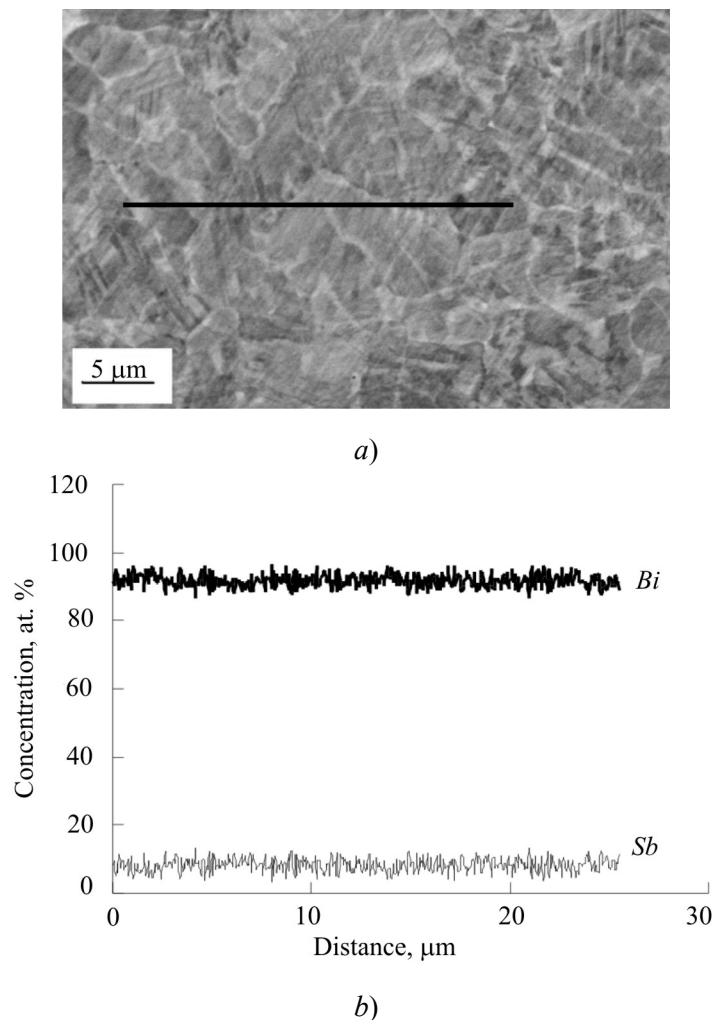 5 μm
a)
120
100
80
60
40
20
0
Concentration, at. %
Bi
Sb
0
10
20
30
Distance, μm
b)